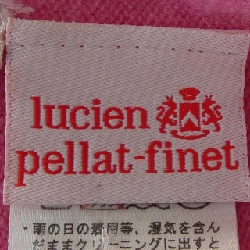 lucien
pellat-finet
・雨の日の着用等、湿気を含ん
だままクリーニングに出すと